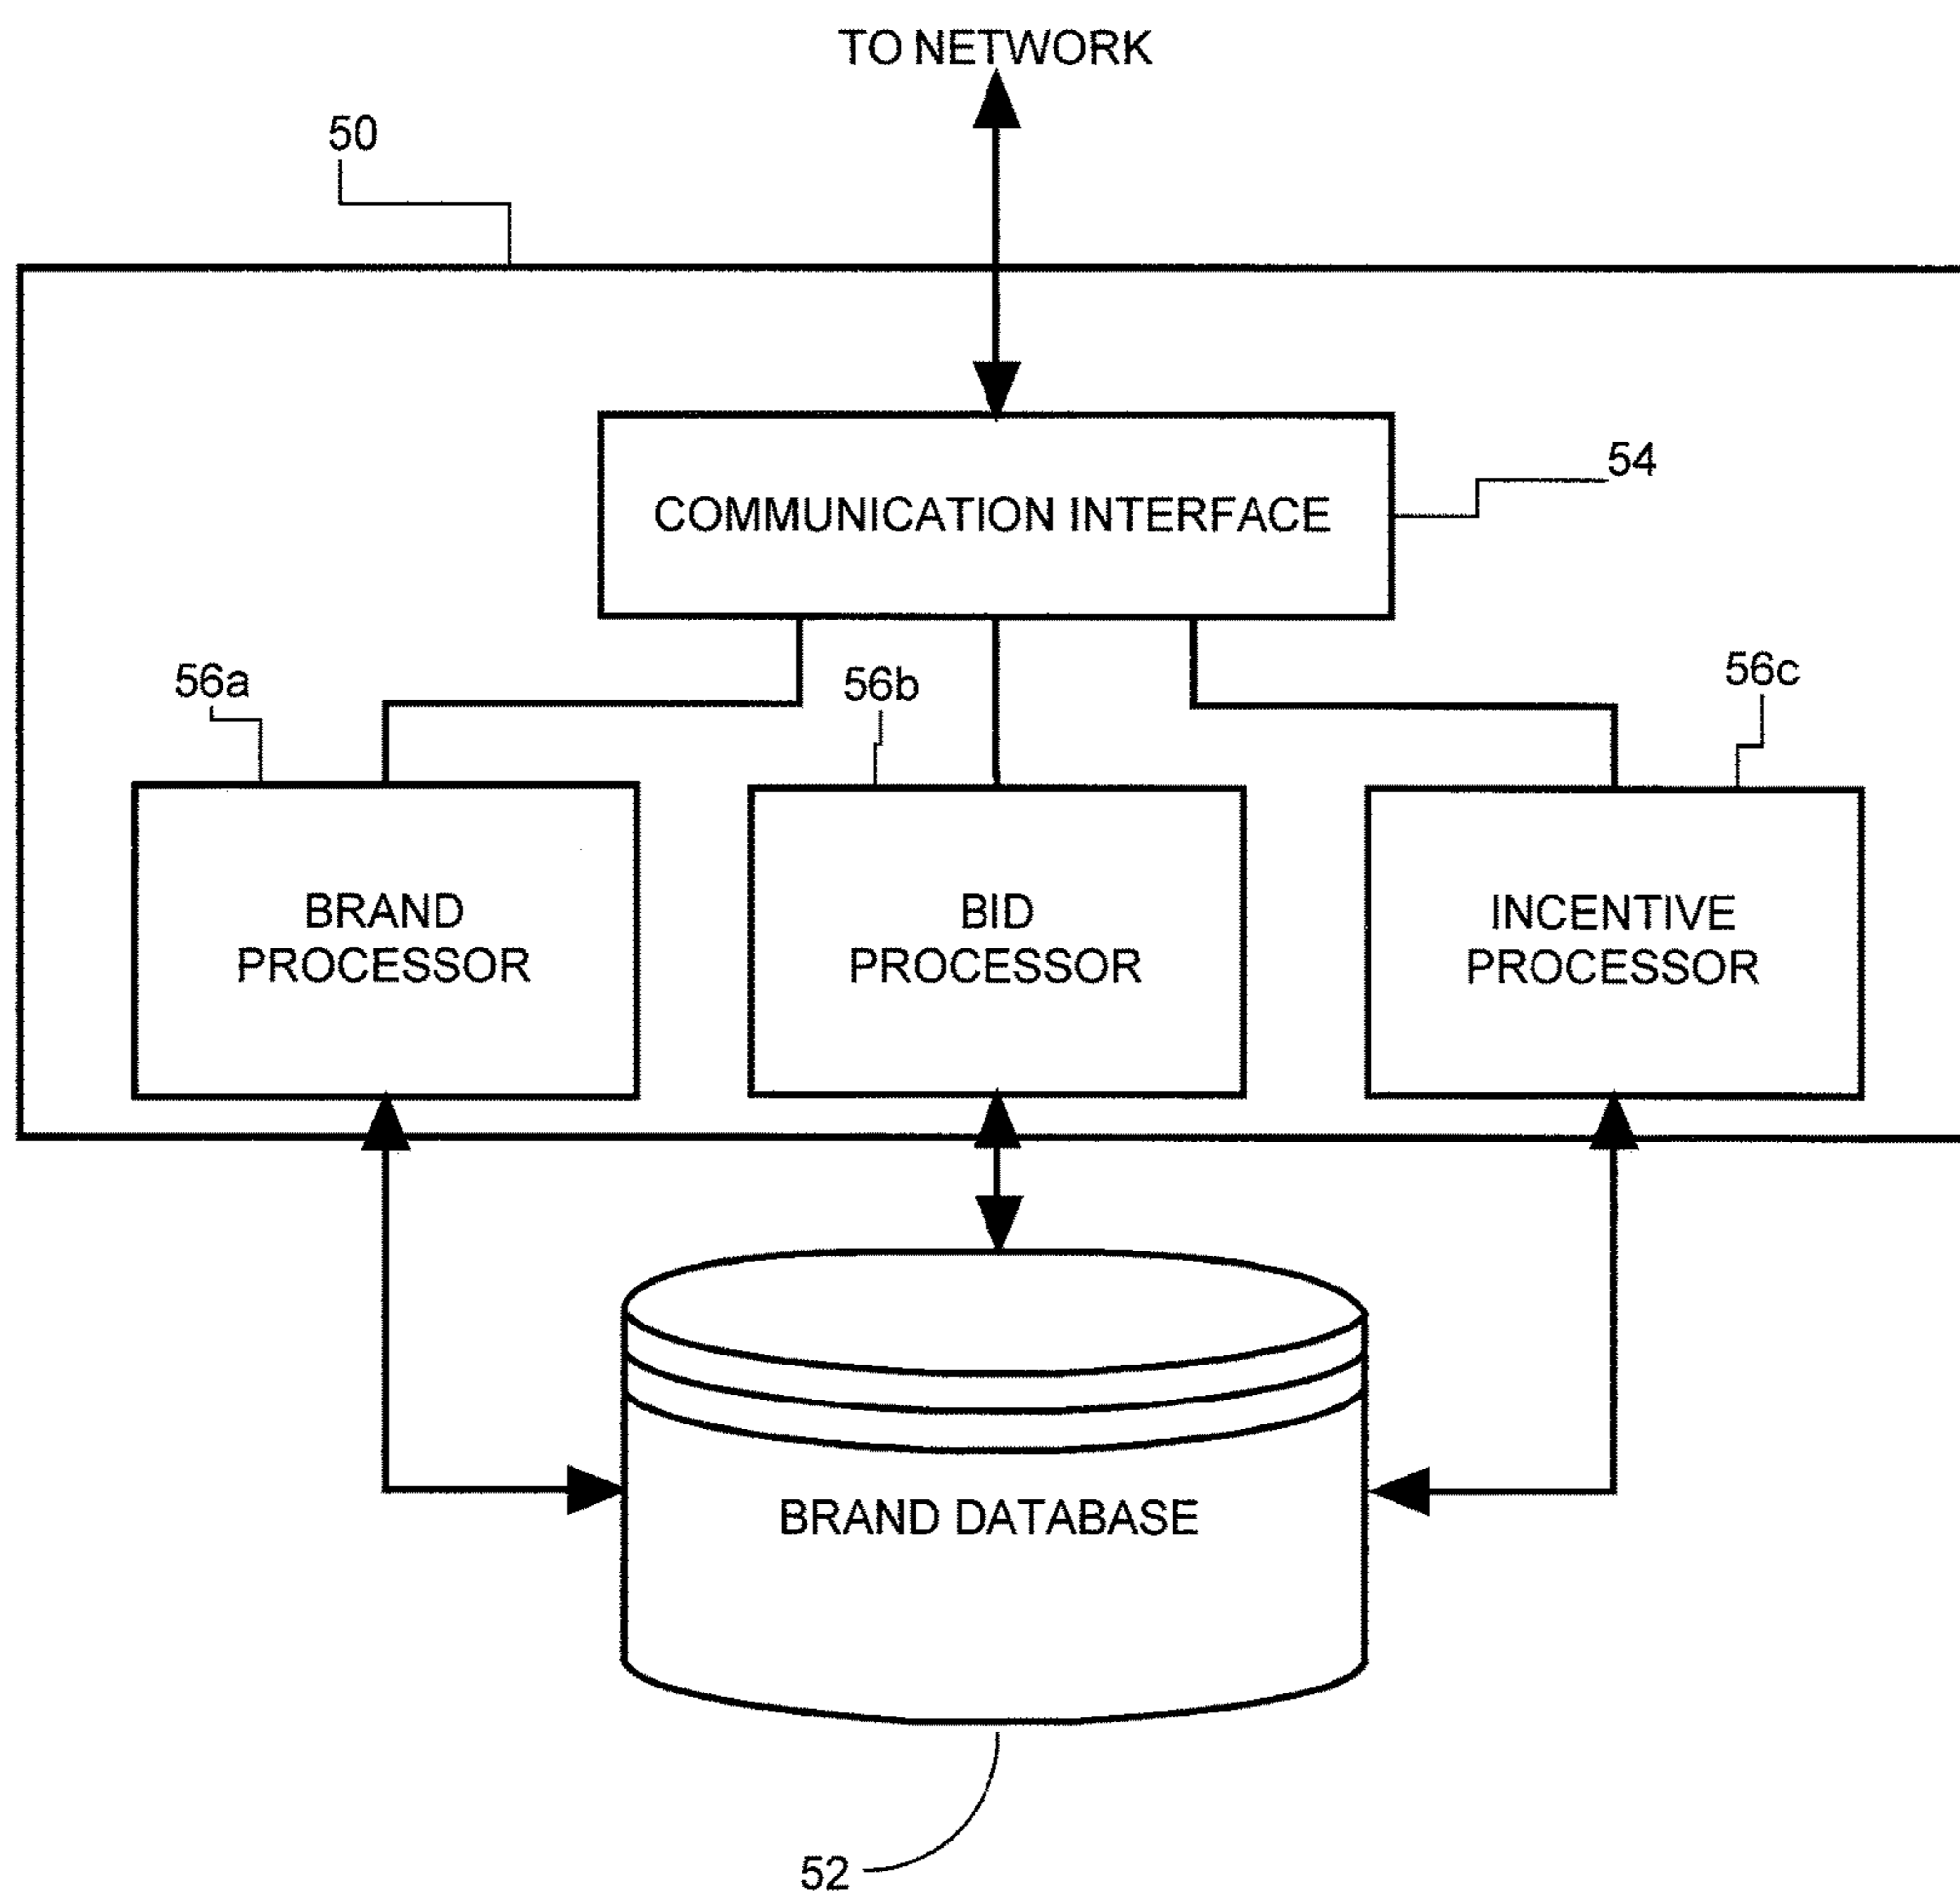 TO NETWORK
50
COMMUNICATION INTERFACE
54
56a
56b
56c
BRAND
PROCESSOR
BID
PROCESSOR
INCENTIVE
PROCESSOR
BRAND DATABASE
52